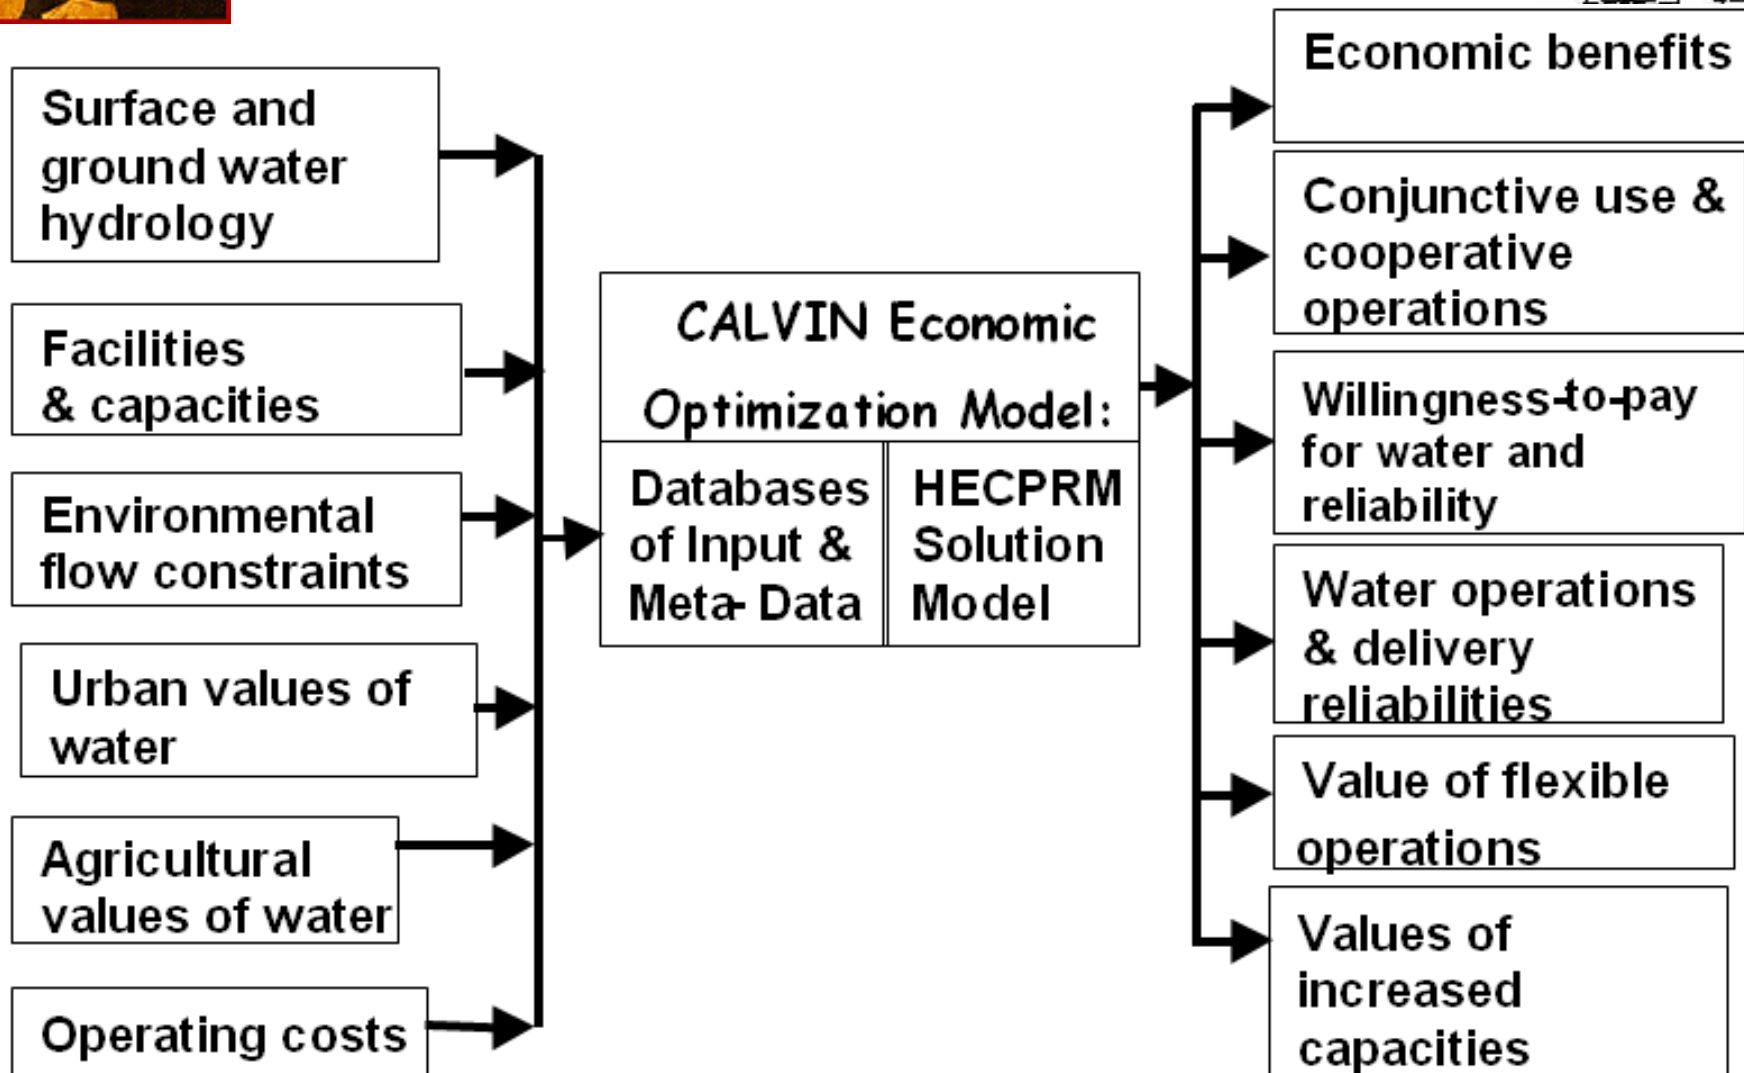 Surface and
ground water
hydrology
Facilities
& capacities
Environmental
flow constraints
Urban values of
water
Agricultural
values of water
Operating costs
CALVIN Economic
Optimization Model:
Databases
of Input &
Meta- Data
HECPRM
Solution
Model
Economic benefits
Conjunctive use &
cooperative
operations
Willingness-to-pay
for water and
reliability
Water operations
& delivery
reliabilities
Value of flexible
operations
Values of
increased
capacities